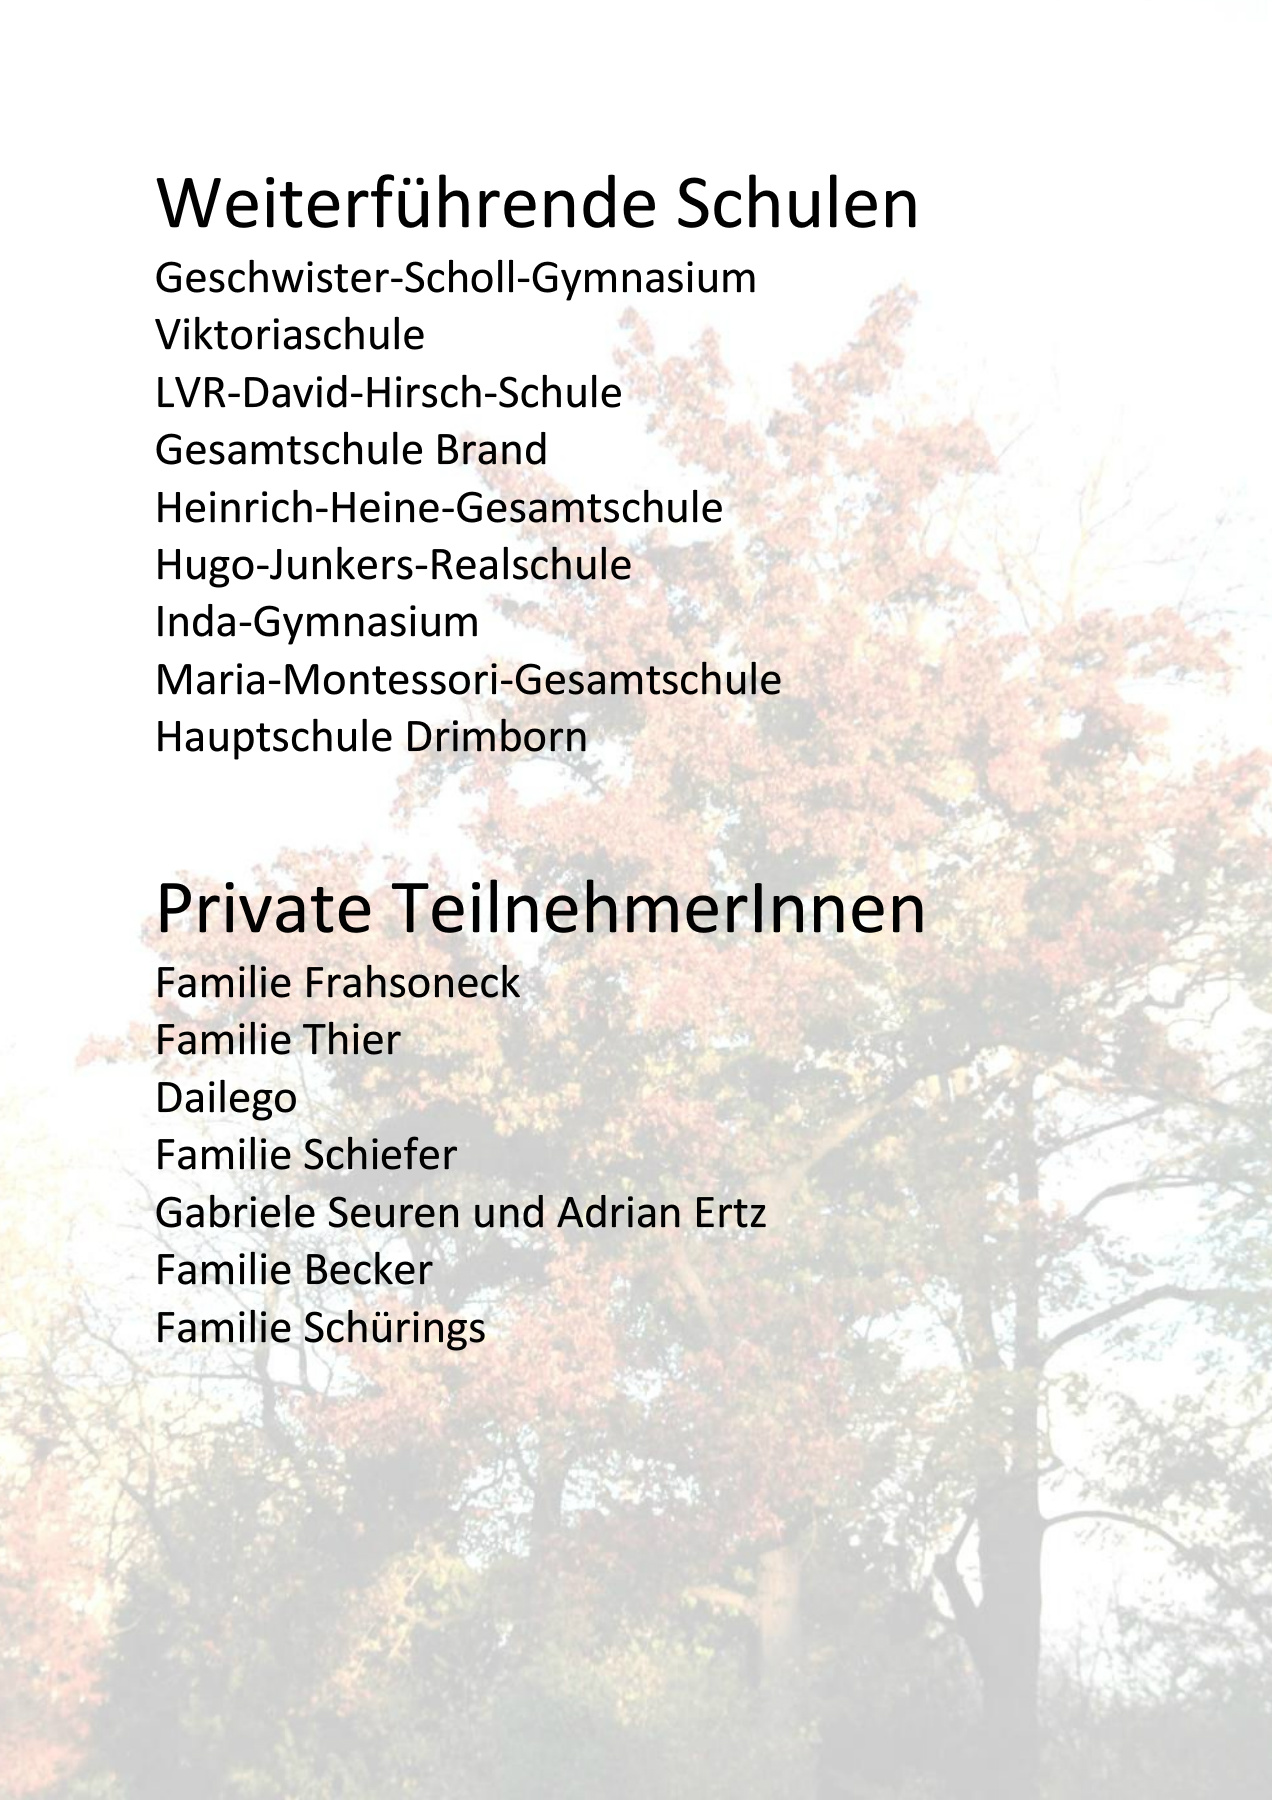 Weiterführende Schulen
Geschwister-Scholl-Gymnasium
Viktoriaschule
LVR-David-Hirsch-Schule
Gesamtschule Brand
Heinrich-Heine-Gesamtschule
Hugo-Junkers-Realschule
Inda-Gymnasium
Maria-Montessori-Gesamtschule
Hauptschule Drimborn
Private TeilnehmerInnen
Familie Frahsoneck
Familie Thier
Dailego
Familie Schiefer
Gabriele Seuren und Adrian Ertz
Familie Becker
Familie Schürings